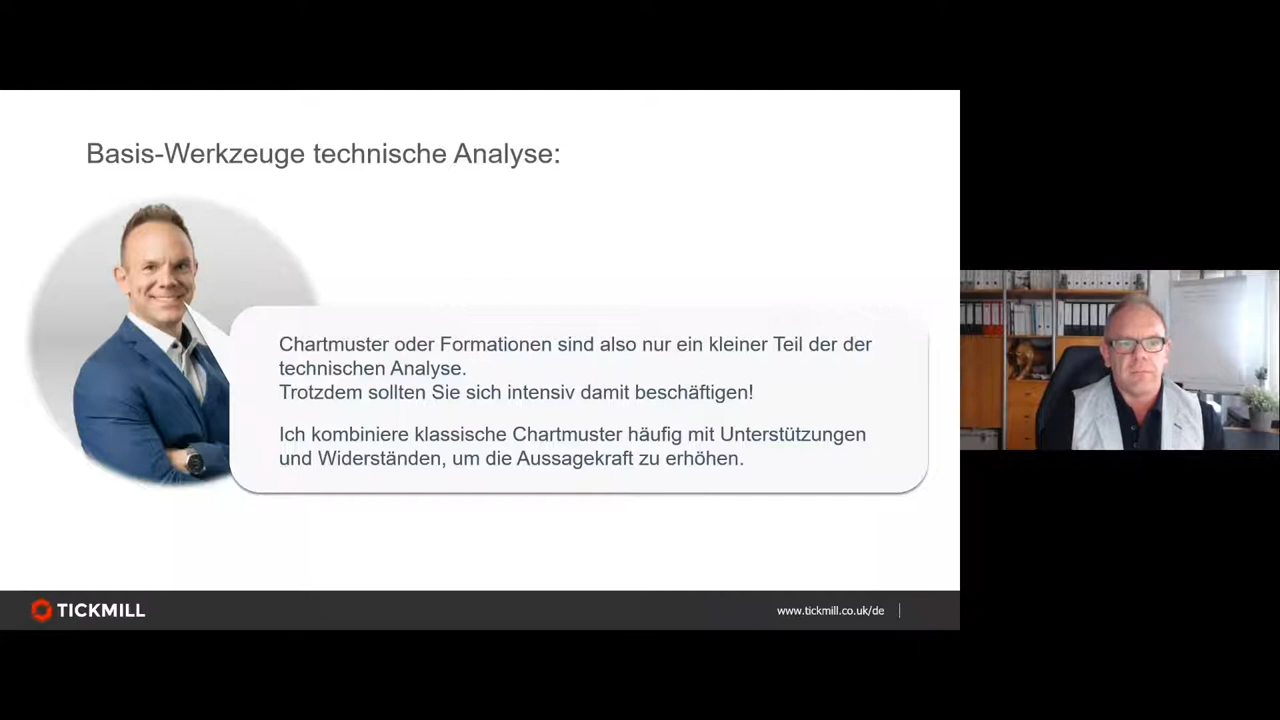 Basis-Werkzeuge technische Analyse:
Chartmuster oder Formationen sind also nur ein kleiner Teil der der
technischen Analyse.
Trotzdem sollten Sie sich intensiv damit beschäftigen!
Ich kombiniere klassische Chartmuster häufig mit Unterstützungen
und Widerständen, um die Aussagekraft zu erhöhen.
TICKMILL
www.tickmill.co.uk/de